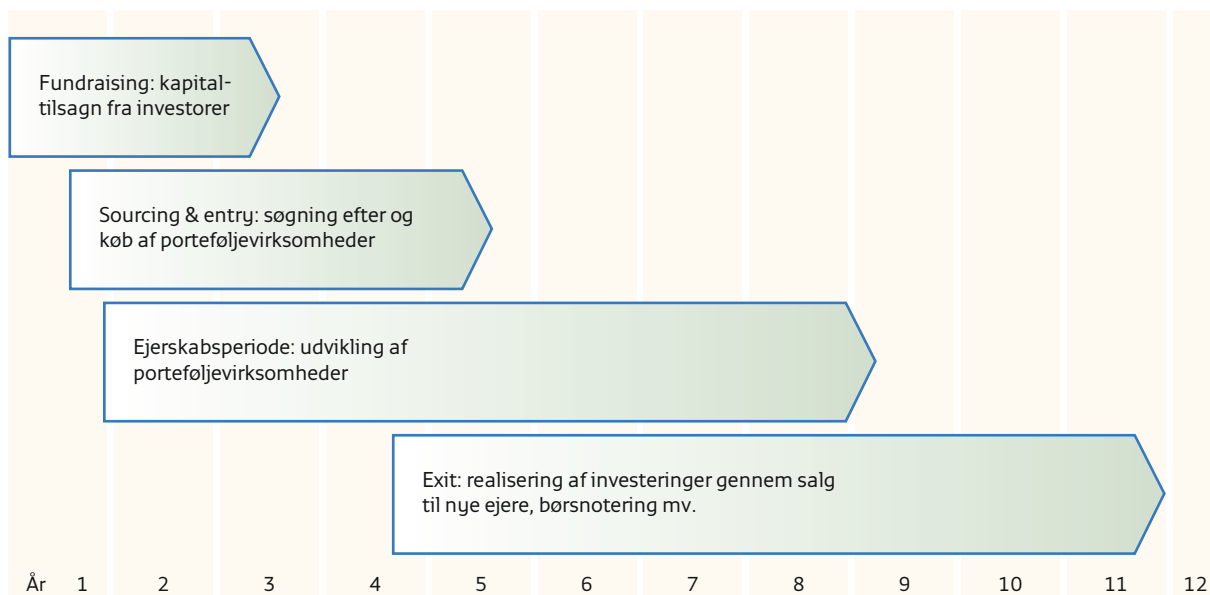 Fundraising: kapital-
tilsagn fra investorer
Sourcing & entry: søgning efter og
køb af porteføljevirksomheder
Ejerskabsperiode: udvikling af
porteføljevirksomheder
Exit: realisering af investeringer gennem salg
til nye ejere, børsnotering mv.
År 1 2 3 4 5 6 7 8 9 10 11 12